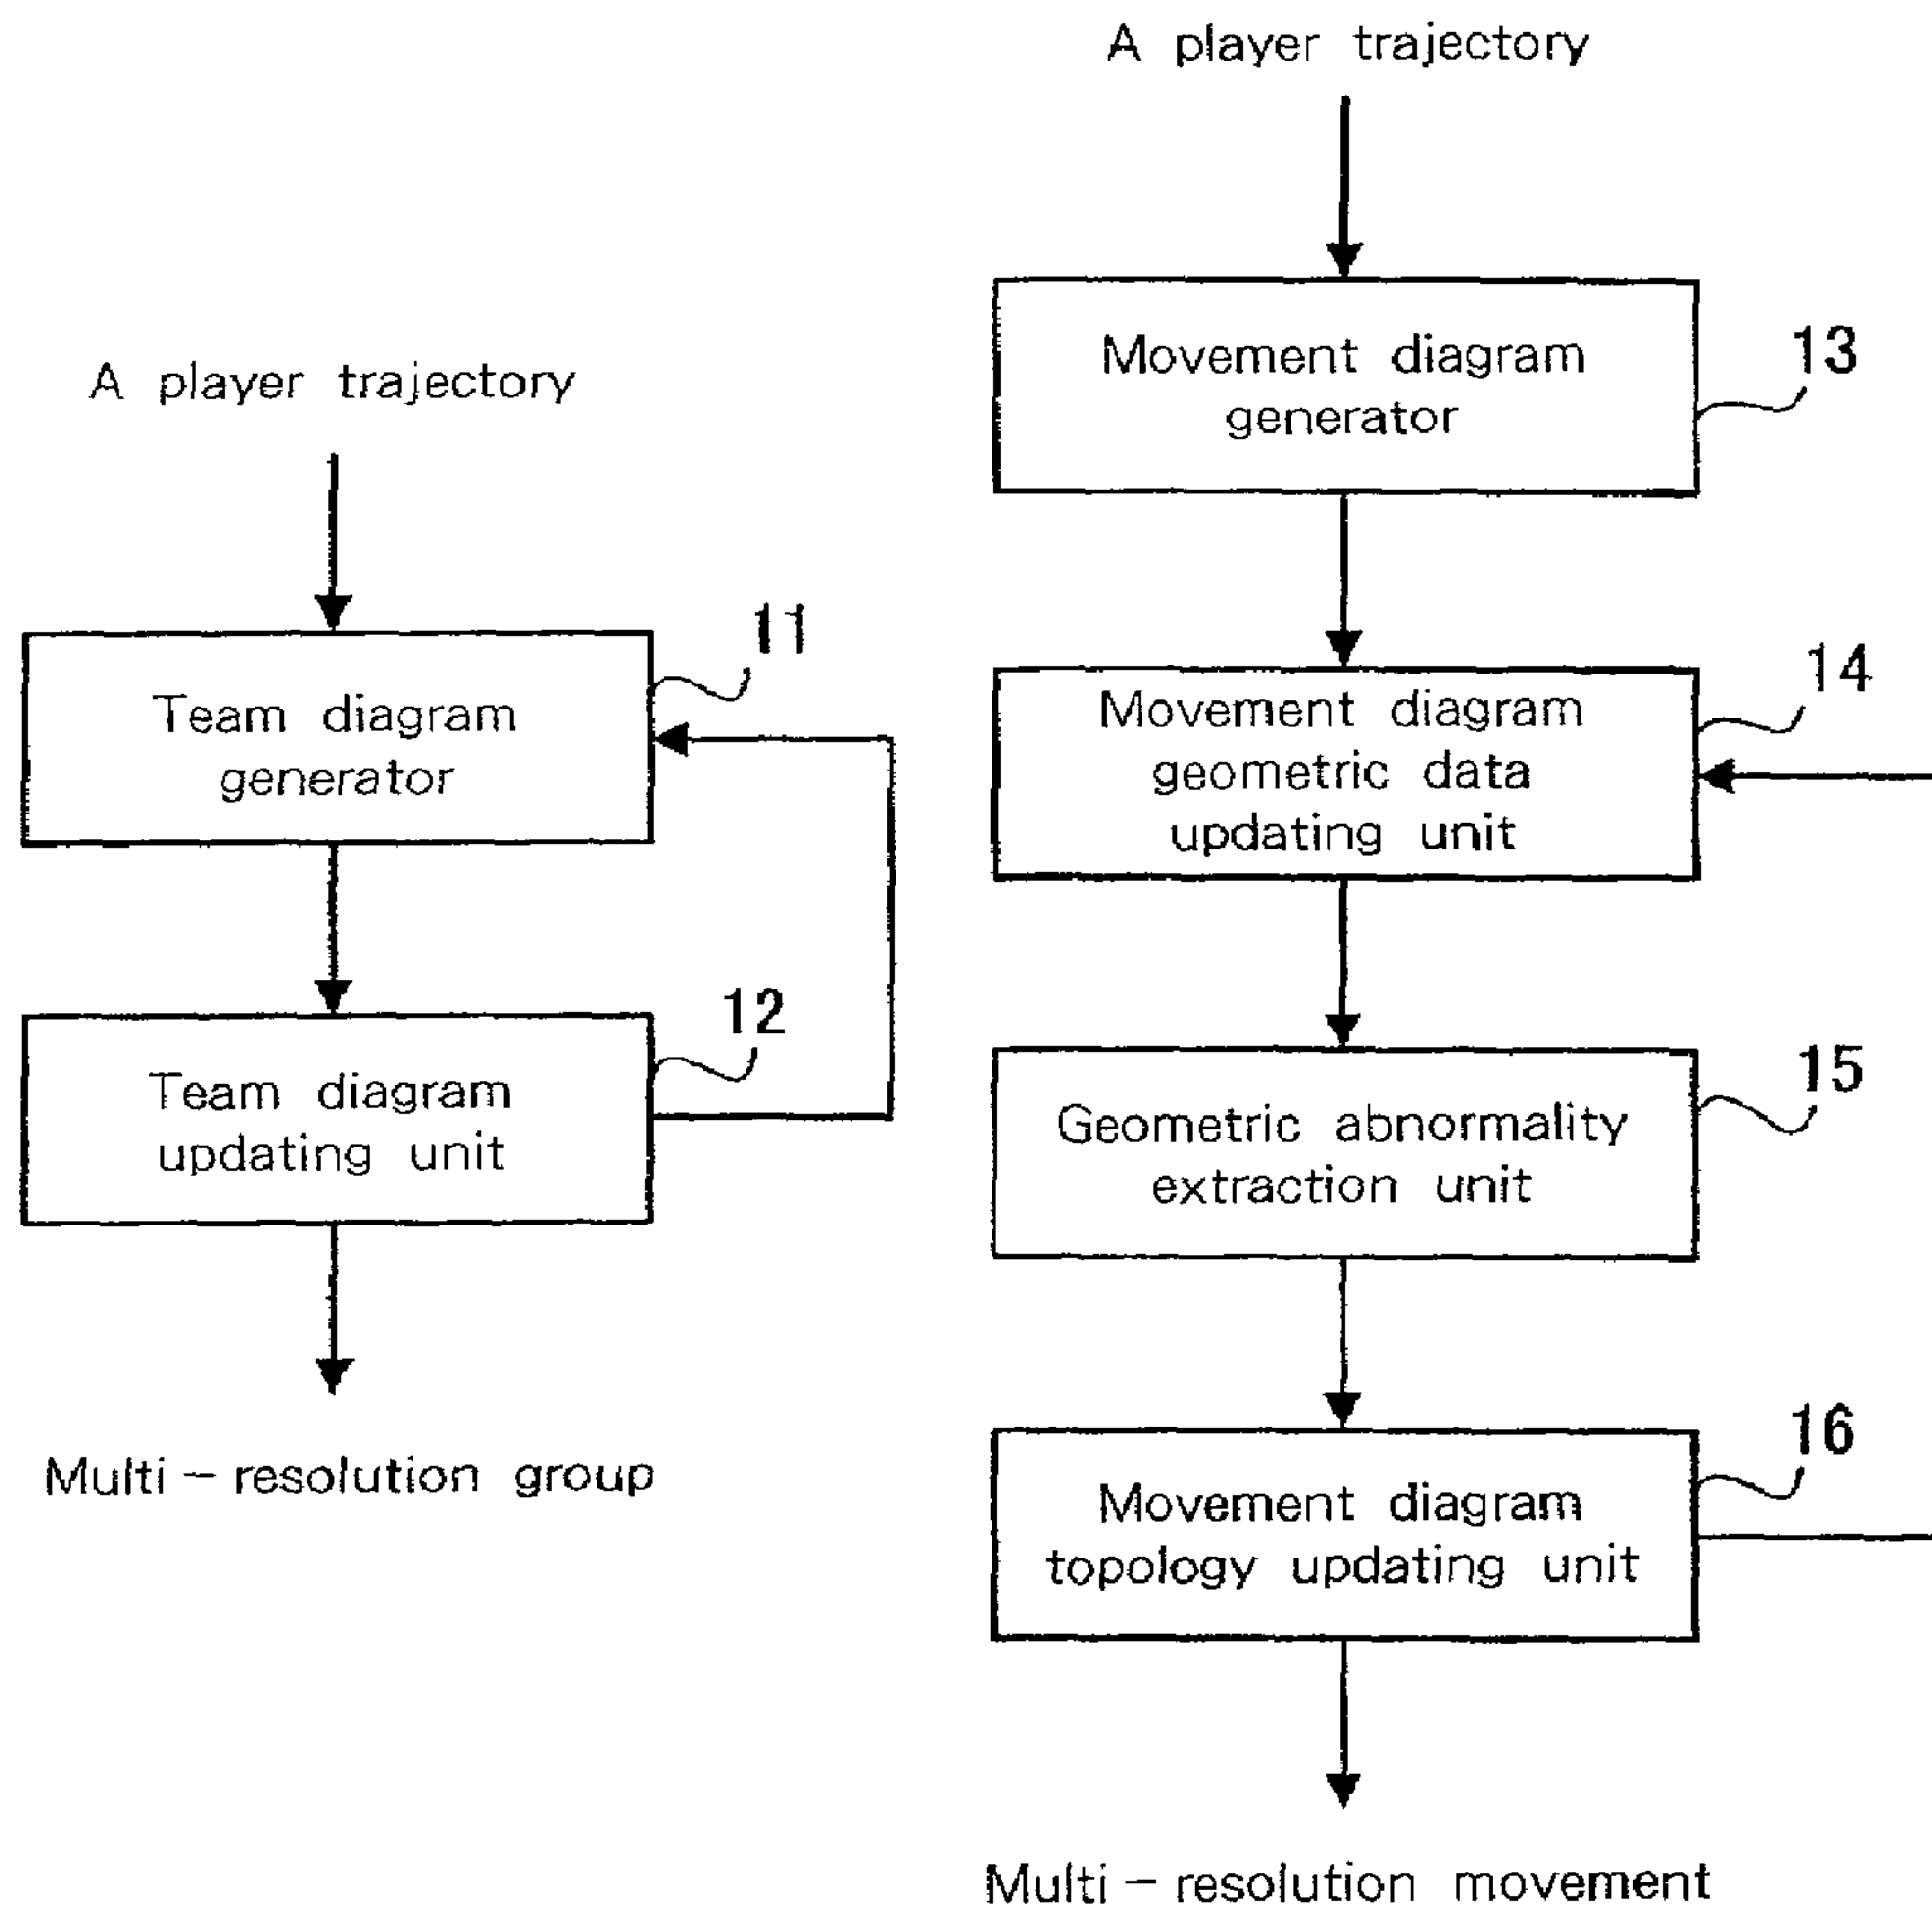 A player trajectory
Team diagram
generator
11
Team diagram
updating unit
12
Multi-resolution group
A player trajectory
Movement diagram
generator
13
Movement diagram
geometric data
updating unit
14
Geometric abnormality
extraction unit
15
Movement diagram
topology updating unit
16
Multi-resolution movement